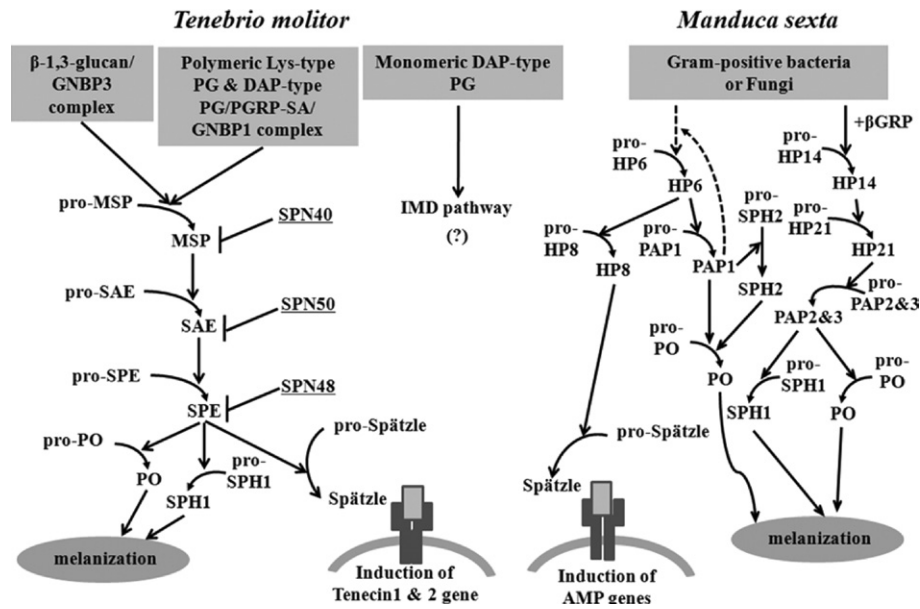 Tenebrio molitor
β-1,3-glucan/
GNBP3
complex
Polymeric Lys-type
PG & DAP-type
PG/PGRP-SA/
GNBP1 complex
Monomeric DAP-type
PG
pro-MSP
MSP
SPN40
IMD pathway
(?)
pro-SAE
SAE
SPN50
pro-SPE
SPE
SPN48
pro-PO
PO
pro-
SPH1
SPH1
pro-Spätzle
Spätzle
melanization
Induction of
Tenecin1 & 2 gene
Manduca sexta
Gram-positive bacteria
or Fungi
+βGRP
pro-
HP6
HP6
pro-
HP14
HP14
pro-
HP8
HP8
pro-
PAP1
PAP1
pro-
SPH2
SPH2
pro-
HP21
HP21
pro-
PAP2&3
PAP2&3
pro-
PO
PO
pro-
SPH1
SPH1
pro-
PO
PO
pro-Spätzle
Spätzle
melanization
Induction of
AMP genes